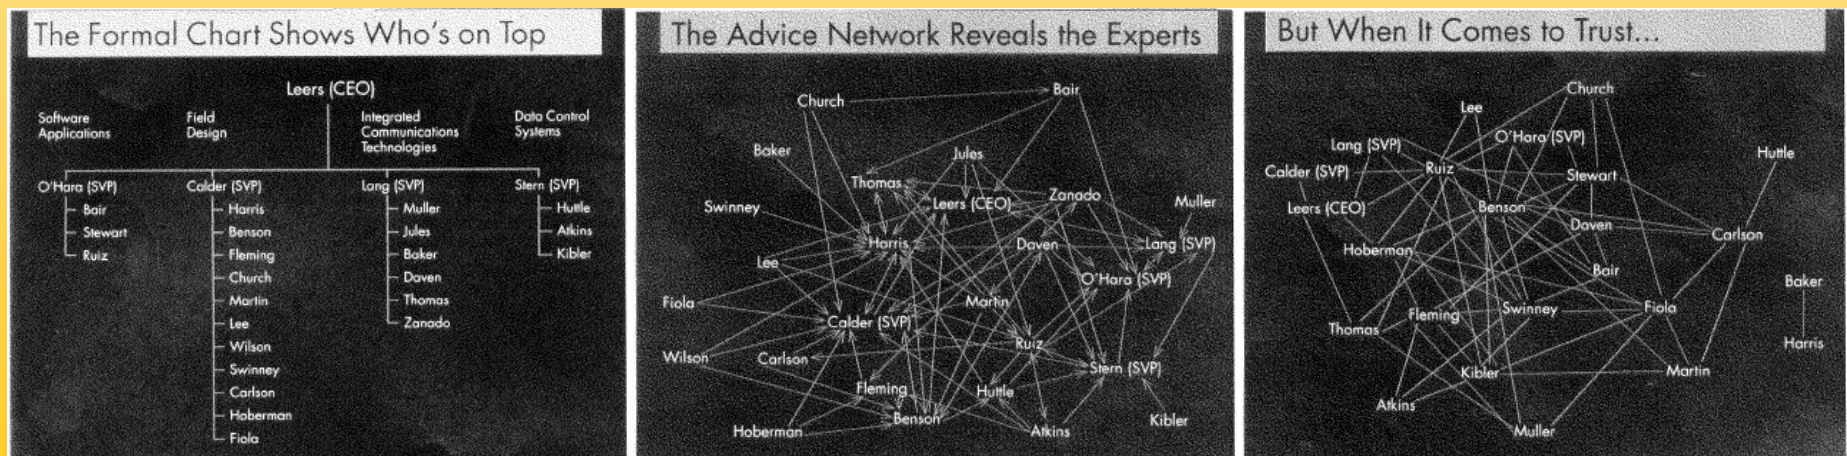 The Formal Chart Shows Who's on Top
Leers (CEO)
Software
Applications
Field
Design
Integrated
Communications
Technologies
Data Control
Systems
O'Hara (SVP)
Bair
Stewart
Ruiz
Calder (SVP)
Harris
Benson
Fleming
Church
Martin
Lee
Wilson
Swinney
Carlson
Hoberman
Fiola
Lang (SVP)
Muller
Jules
Baker
Daven
Thomas
Zanado
Stern (SVP)
Huttle
Atkins
Kibler
The Advice Network Reveals the Experts
Bair
Church
Baker
Jules
Thomas
Zanado
Leers (CEO)
Swinney
Muller
Harris
Daven
Lang (SVP)
Lee
O'Hara (SVP)
Fiola
Martin
Calder (SVP)
Ruiz
Wilson
Carlson
Stern (SVP)
Fleming
Huttle
Benson
Kibler
Hoberman
Atkins
But When It Comes to Trust...
Church
Lee
O'Hara (SVP)
Lang (SVP)
Huttle
Ruiz
Calder (SVP)
Stewart
Leers (CEO)
Benson
Daven
Carlson
Hoberman
Bair
Baker
Fiola
Swinney
Fleming
Thomas
Harris
Kibler
Martin
Atkins
Muller